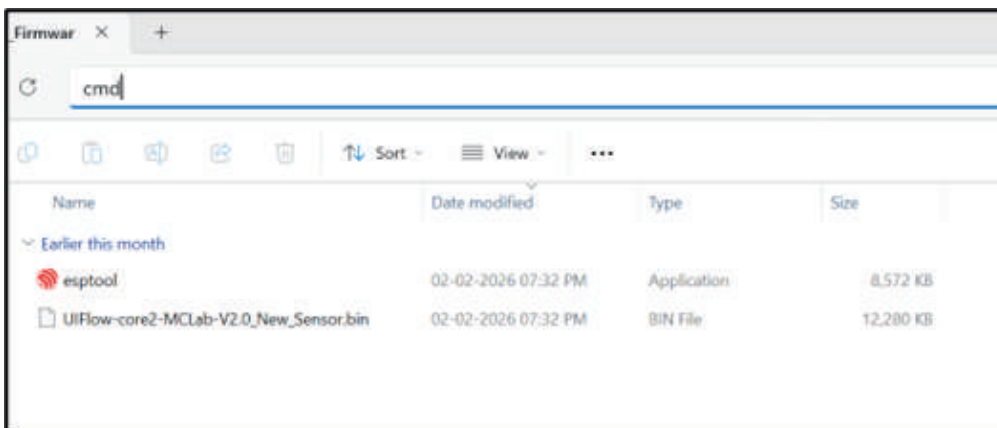 _Firmwar
cmd
Sort View
Name Date modified Type Size
Earlier this month
esptool 02-02-2026 07:32 PM Application 8,572 KB
UIFlow-core2-MCLab-V2.0_New_Sensor.bin 02-02-2026 07:32 PM BIN File 12,280 KB